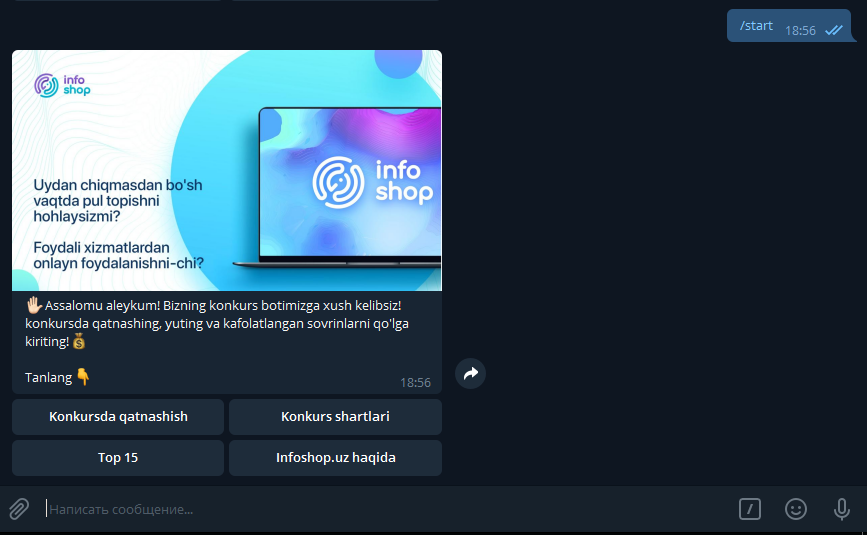 /start
18:56
info
shop
info
shop
Uydan chiqmasdan bo'sh
vaqtda pul topishni
hohlaysizmi?
Foydali xizmatlardan
onlayn foydalanishni-chi?
Assalomu aleykum! Bizning konkurs botimizga xush kelibsiz!
konkursda qatnashing, yuting va kafolatlangan sovrinlarni qo'lga
kiriting!
Tanlang
18:56
Konkursda qatnashish
Konkurs shartlari
Top 15
Infoshop.uz haqida
Написать сообщение...